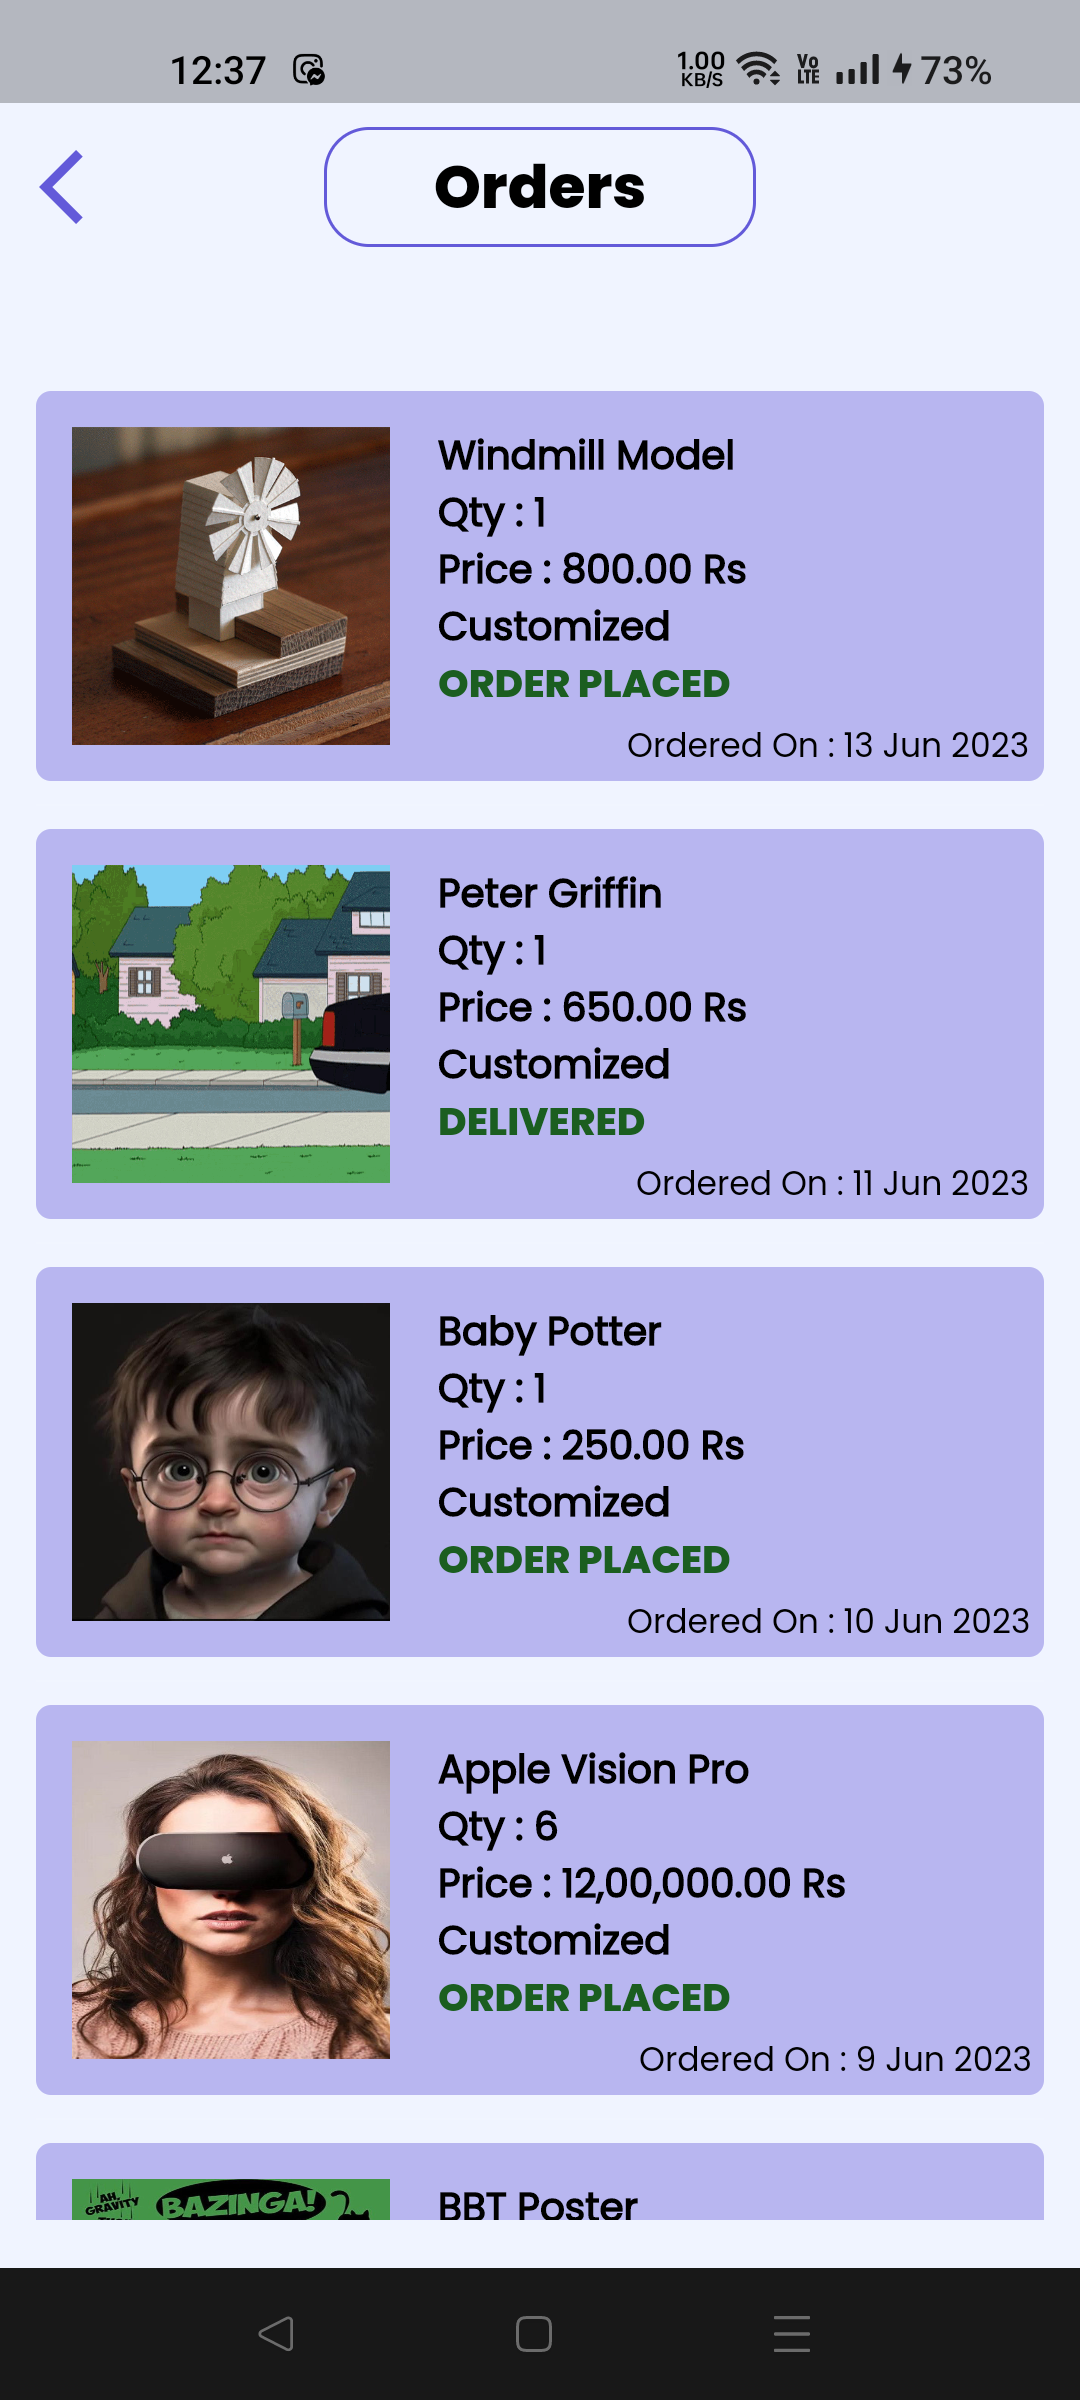 12:37
1.00
KB/S
Vo
LTE
73%
Orders
Windmill Model
Qty : 1
Price : 800.00 Rs
Customized
ORDER PLACED
Ordered On : 13 Jun 2023
Peter Griffin
Qty : 1
Price : 650.00 Rs
Customized
DELIVERED
Ordered On : 11 Jun 2023
Baby Potter
Qty : 1
Price : 250.00 Rs
Customized
ORDER PLACED
Ordered On : 10 Jun 2023
Apple Vision Pro
Qty : 6
Price : 12,00,000.00 Rs
Customized
ORDER PLACED
Ordered On : 9 Jun 2023
AH,
GRAVITY
BAZINGA!
BBT Poster